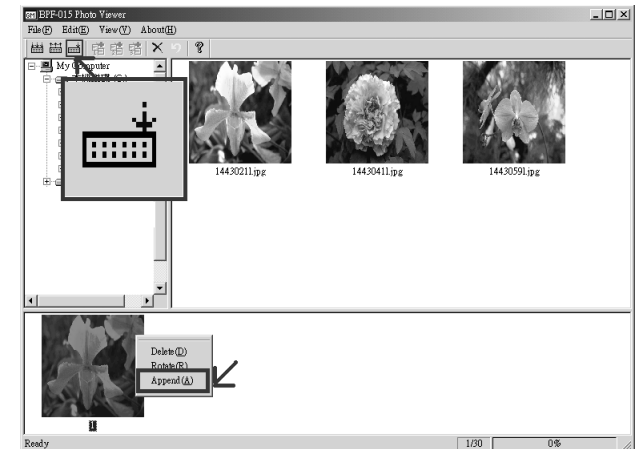 BPF-015 Photo Viewer
File(F) Edit(E) View(V) About(H)
My Computer
14430211.jpg 14430411.jpg 14430591.jpg
Delete(D)
Rotate(R)
Append(A)
1
Ready 1/30 0%